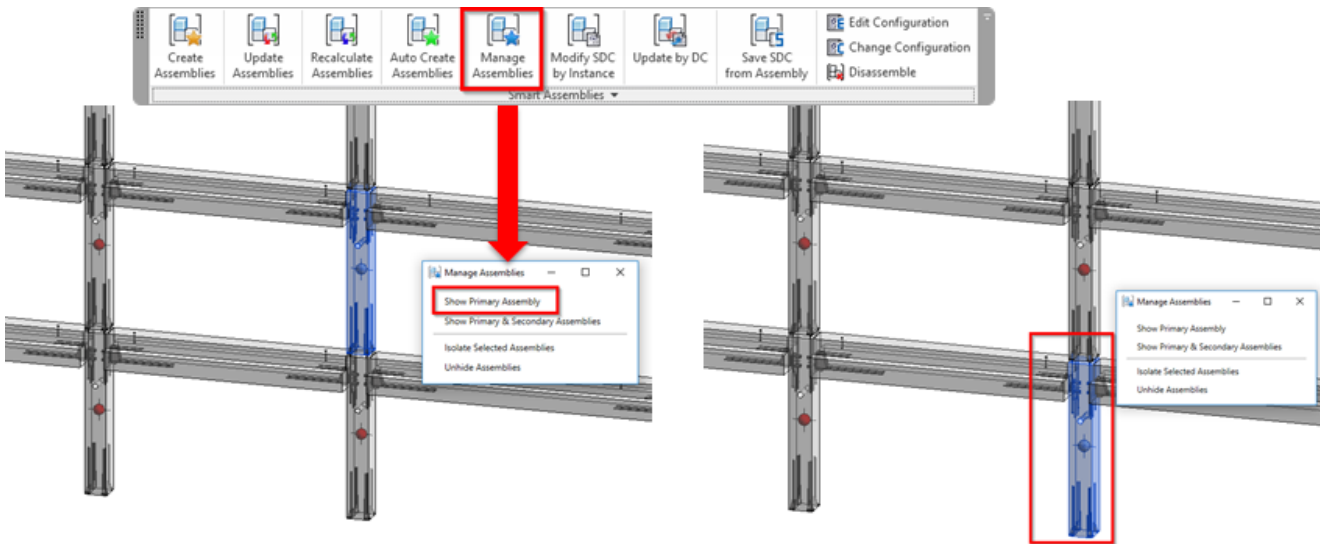 Create
Assemblies
Update
Assemblies
Recalculate
Assemblies
Auto Create
Assemblies
Manage
Assemblies
Modify SDC
by Instance
Update by DC
Save SDC
from Assembly
Edit Configuration
Change Configuration
Disassemble
Smart Assemblies
Manage Assemblies
Show Primary Assembly
Show Primary & Secondary Assemblies
Isolate Selected Assemblies
Unhide Assemblies
Manage Assemblies
Show Primary Assembly
Show Primary & Secondary Assemblies
Isolate Selected Assemblies
Unhide Assemblies